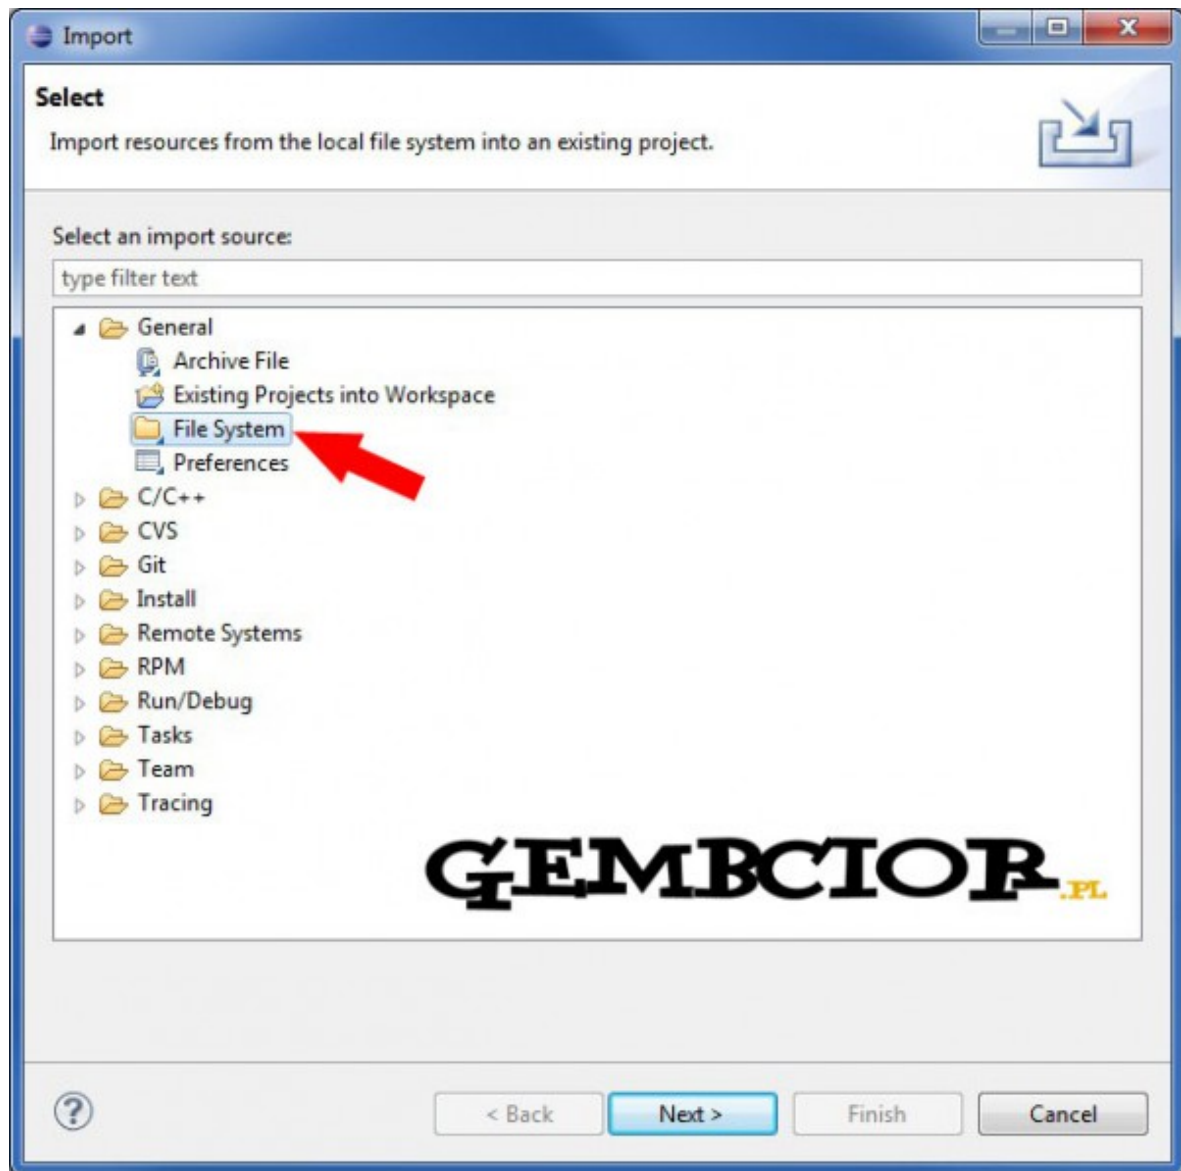 Import
Select
Import resources from the local file system into an existing project.
Select an import source:
type filter text
General
Archive File
Existing Projects into Workspace
File System
Preferences
C/C++
CVS
Git
Install
Remote Systems
RPM
Run/Debug
Tasks
Team
Tracing
GEMBCIOR.PL
?
< Back
Next >
Finish
Cancel